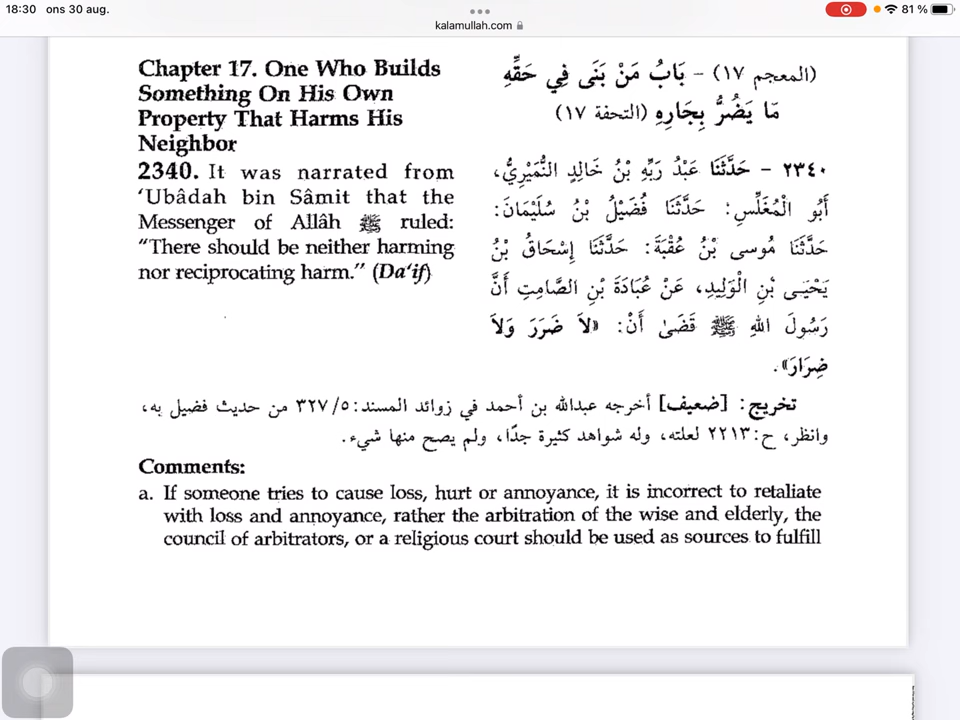 18:30 ons 30 aug.
81 %
kalamullah.com
Chapter 17. One Who Builds
Something On His Own
Property That Harms His
Neighbor
2340. It was narrated from
‘Ubâdah bin Sâmit that the
Messenger of Allâh ﷺ ruled:
“There should be neither harming
nor reciprocating harm.” (Da‘if)
(المعجم ١٧) - بَابُ مَنْ بَنَى فِي حَقِّهِ
مَا يَضُرُّ بِجَارِهِ (التحفة ١٧)
٢٣٤٠ - حَدَّثَنَا عَبْدُ رَبِّهِ بْنُ خَالِدٍ النُّمَيْرِيُّ،
أَبُو الْمُغَلِّسِ: حَدَّثَنَا فُضَيْلُ بْنُ سُلَيْمَانَ:
حَدَّثَنَا مُوسى بْنُ عُقْبَةَ: حَدَّثَنَا إِسْحَاقُ بْنُ
يَحْيَى بْنِ الْوَلِيدِ، عَنْ عُبَادَةَ بْنِ الصَّامِتِ أَنَّ
رَسُولَ اللهِ ﷺ قَضَىٰ أَنْ: «لَا ضَرَرَ وَلَا
ضِرَارَ».
تخريج: [ضعيف] أخرجه عبدالله بن أحمد في زوائد المسند: ٣٢٧/٥ من حديث فضيل به،
وانظر، ح: ٢٢١٣ لعلته، وله شواهد كثيرة جدًا، ولم يصح منها شيء.
Comments:
a. If someone tries to cause loss, hurt or annoyance, it is incorrect to retaliate
with loss and annoyance, rather the arbitration of the wise and elderly, the
council of arbitrators, or a religious court should be used as sources to fulfill